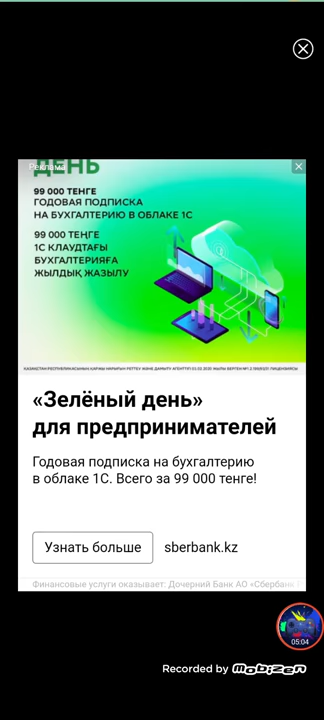 ДЕНЬ
Реклама
99 000 ТЕНГЕ
ГОДОВАЯ ПОДПИСКА
НА БУХГАЛТЕРИЮ В ОБЛАКЕ 1С
99 000 ТЕҢГЕ
1С КЛАУДТАҒЫ
БУХГАЛТЕРИЯҒА
ЖЫЛДЫҚ ЖАЗЫЛУ
«Зелёный день»
для предпринимателей
Годовая подписка на бухгалтерию
в облаке 1С. Всего за 99 000 тенге!
Узнать больше
sberbank.kz
Финансовые услуги оказывает: Дочерний Банк АО «Сбербанк
05:04
Recorded by mobizen